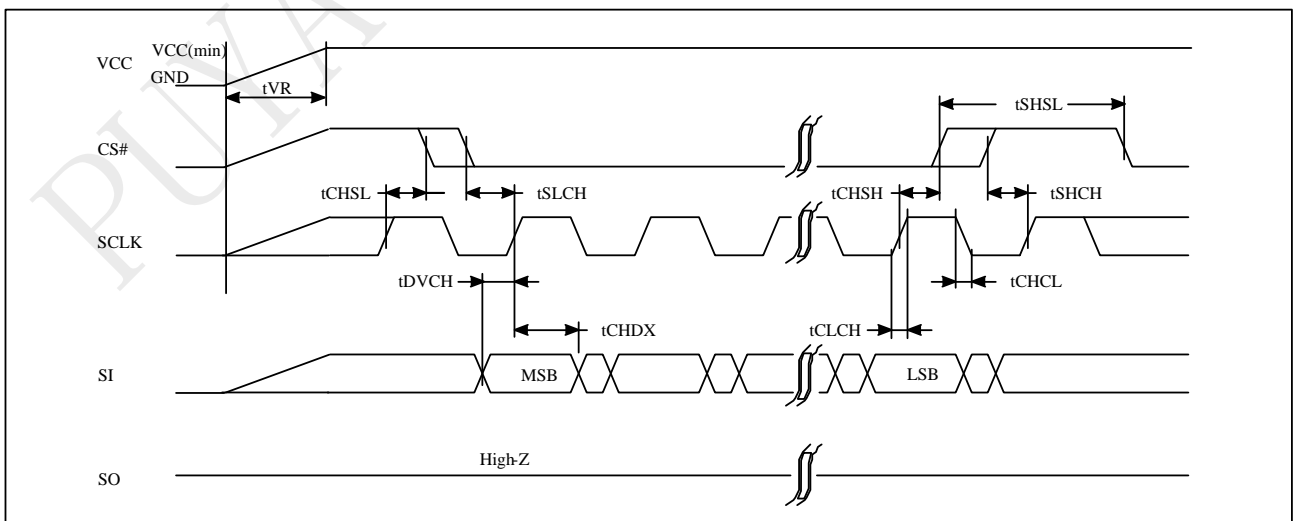 PUYA
VCC
VCC(min)
GND
tVR
tSHSL
CS#
tCHSL
tSLCH
tCHSH
tSHCH
SCLK
tDVCH
tCHCL
tCHDX
tCLCH
SI
MSB
LSB
High-Z
SO